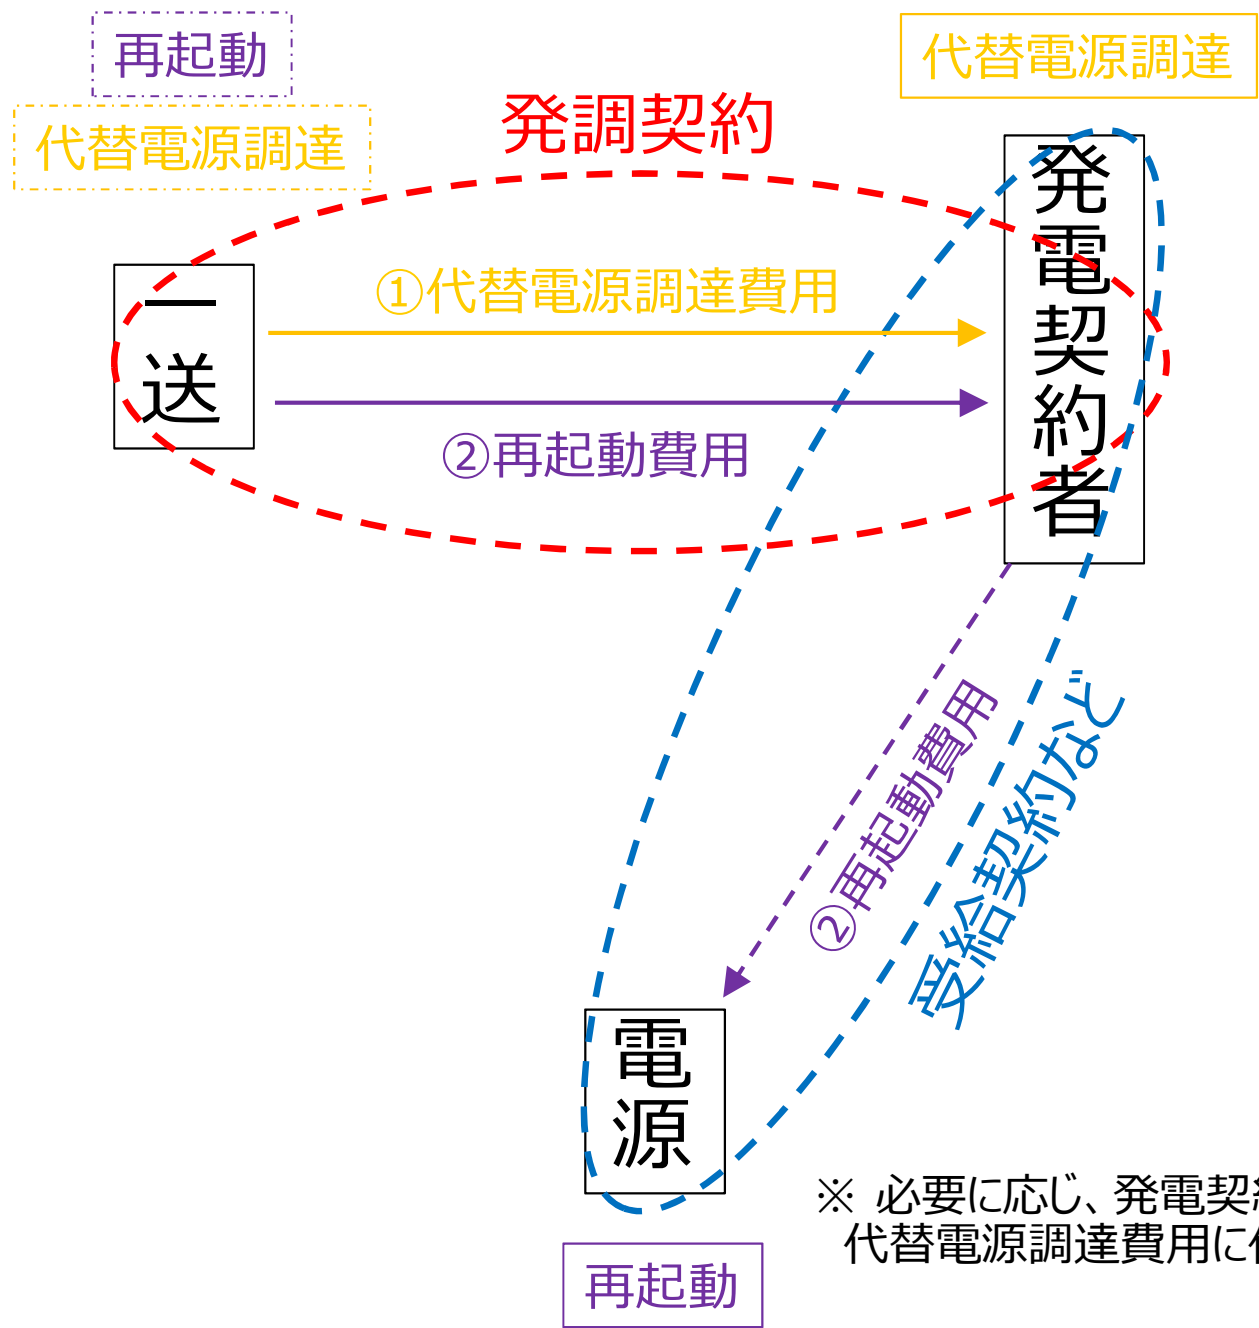 再起動
代替電源調達
代替電源調達
発調契約
一送
①代替電源調達費用
②再起動費用
発電契約者
②再起動費用
受給契約など
電源
再起動
※ 必要に応じ、発電契
代替電源調達費用に